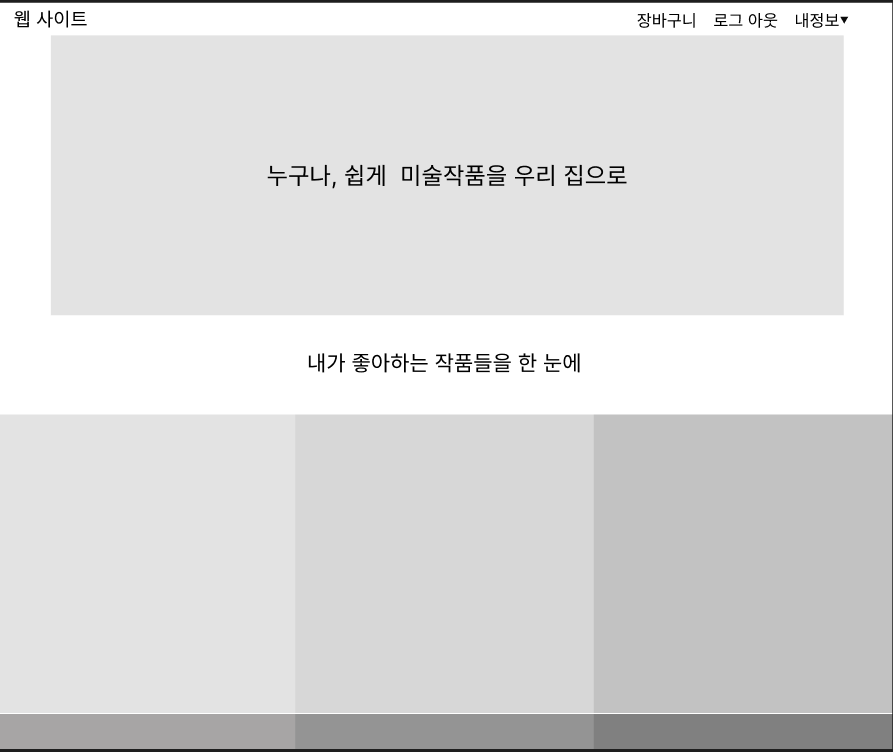 웹 사이트
장바구니 로그 아웃 내정보▾
누구나, 쉽게 미술작품을 우리 집으로
내가 좋아하는 작품들을 한 눈에